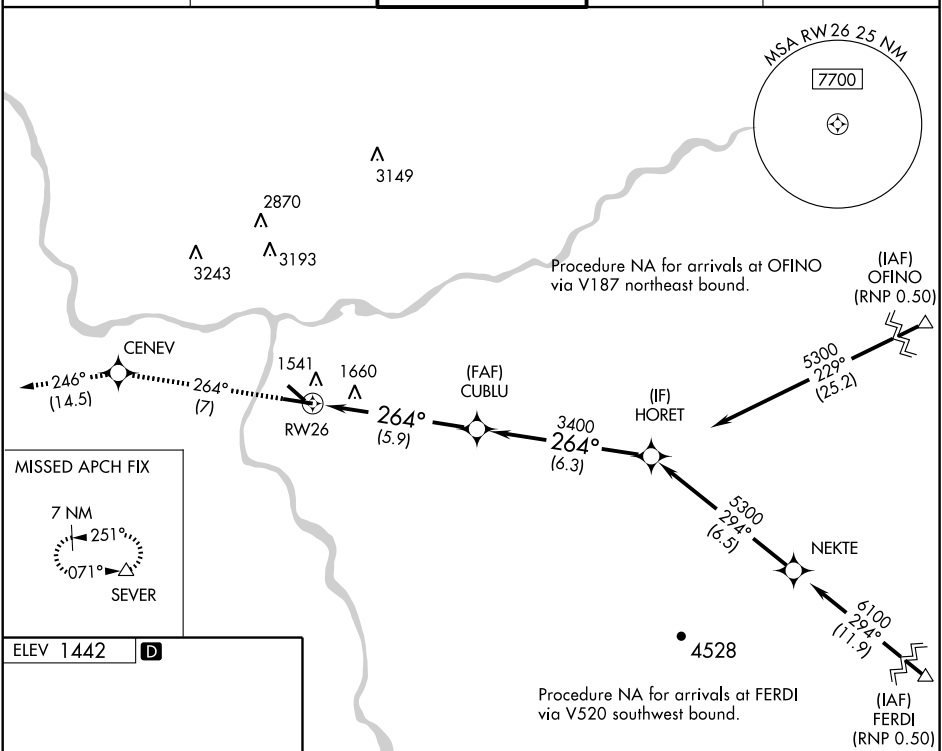 MSA RW 26 25 NM
7700
3149
2870
3193
3243
Procedure NA for arrivals at OFINO
via V187 northeast bound.
(IAF)
OFINO
(RNP 0.50)
5300
229°
(25.2)
CENEV
246°
(14.5)
264°
(7)
1541
1660
RW26
264°
(5.9)
(FAF)
CUBLU
3400
264°
(6.3)
(IF)
HORET
5300
294°
(6.5)
NEKTE
6100
294°
(11.9)
(IAF)
FERDI
(RNP 0.50)
4528
Procedure NA for arrivals at FERDI
via V520 southwest bound.
MISSED APCH FIX
7 NM
251°
071°
SEVER
ELEV 1442 D